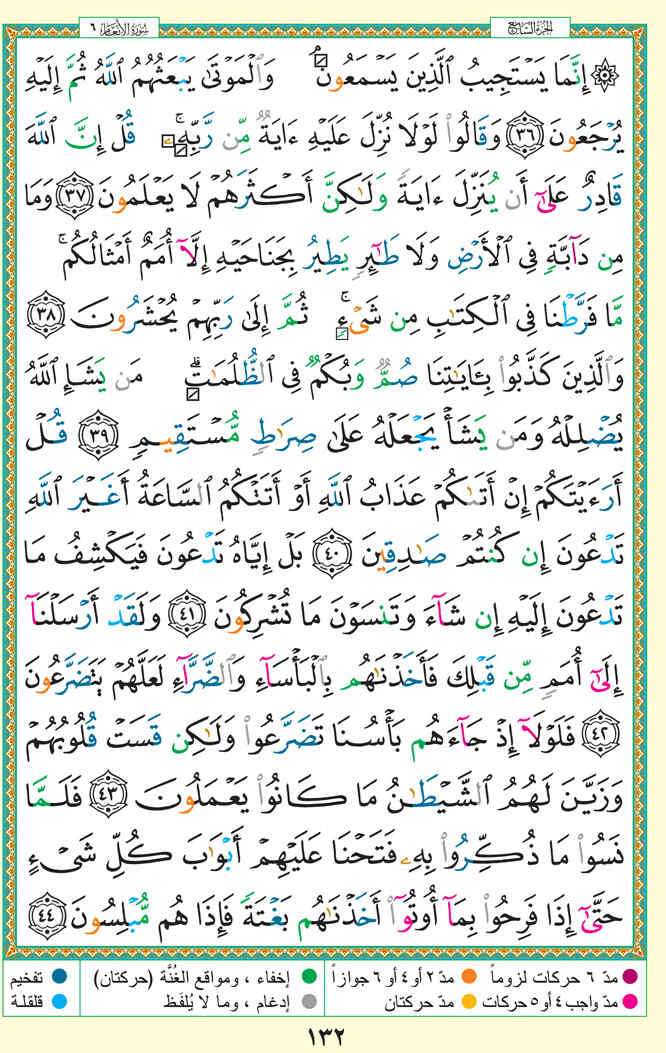 الجزء السابع
سورة الأنعام ٦
۞ إِنَّمَا يَسْتَجِيبُ ٱلَّذِينَ يَسْمَعُونَ ۘ وَٱلْمَوْتَىٰ يَبْعَثُهُمُ ٱللَّهُ ثُمَّ إِلَيْهِ
يُرْجَعُونَ ٣٦ وَقَالُوا۟ لَوْلَا نُزِّلَ عَلَيْهِ ءَايَةٌ مِّن رَّبِّهِۦ ۚ قُلْ إِنَّ ٱللَّهَ
قَادِرٌ عَلَىٰٓ أَن يُنَزِّلَ ءَايَةً وَلَٰكِنَّ أَكْثَرَهُمْ لَا يَعْلَمُونَ ٣٧ وَمَا
مِن دَآبَّةٍ فِى ٱلْأَرْضِ وَلَا طَٰٓئِرٍ يَطِيرُ بِجَنَاحَيْهِ إِلَّآ أُمَمٌ أَمْثَالُكُم ۚ
مَّا فَرَّطْنَا فِى ٱلْكِتَٰبِ مِن شَىْءٍ ۚ ثُمَّ إِلَىٰ رَبِّهِمْ يُحْشَرُونَ ٣٨
وَٱلَّذِينَ كَذَّبُوا۟ بِـَٔايَٰتِنَا صُمٌّ وَبُكْمٌ فِى ٱلظُّلُمَٰتِ ۗ مَن يَشَإِ ٱللَّهُ
يُضْلِلْهُ وَمَن يَشَأْ يَجْعَلْهُ عَلَىٰ صِرَٰطٍ مُّسْتَقِيمٍ ٣٩ قُلْ
أَرَءَيْتَكُمْ إِنْ أَتَىٰكُمْ عَذَابُ ٱللَّهِ أَوْ أَتَتْكُمُ ٱلسَّاعَةُ أَغَيْرَ ٱللَّهِ
تَدْعُونَ إِن كُنتُمْ صَٰدِقِينَ ٤٠ بَلْ إِيَّاهُ تَدْعُونَ فَيَكْشِفُ مَا
تَدْعُونَ إِلَيْهِ إِن شَآءَ وَتَنسَوْنَ مَا تُشْرِكُونَ ٤١ وَلَقَدْ أَرْسَلْنَآ
إِلَىٰٓ أُمَمٍ مِّن قَبْلِكَ فَأَخَذْنَٰهُم بِٱلْبَأْسَآءِ وَٱلضَّرَّآءِ لَعَلَّهُمْ يَتَضَرَّعُونَ
٤٢ فَلَوْلَآ إِذْ جَآءَهُم بَأْسُنَا تَضَرَّعُوا۟ وَلَٰكِن قَسَتْ قُلُوبُهُمْ
وَزَيَّنَ لَهُمُ ٱلشَّيْطَٰنُ مَا كَانُوا۟ يَعْمَلُونَ ٤٣ فَلَمَّا
نَسُوا۟ مَا ذُكِّرُوا۟ بِهِۦ فَتَحْنَا عَلَيْهِمْ أَبْوَٰبَ كُلِّ شَىْءٍ
حَتَّىٰٓ إِذَا فَرِحُوا۟ بِمَآ أُوتُوٓا۟ أَخَذْنَٰهُم بَغْتَةً فَإِذَا هُم مُّبْلِسُونَ ٤٤
مدّ ٦ حركات لزوماً مدّ ٢ أو ٤ أو ٦ جوازاً إخفاء ، ومواقع الغُنَّة (حركتان) تفخيم
مدّ واجب ٤ أو ٥ حركات مدّ حركتان إدغام ، وما لا يُلفَظ قلقلة
١٣٢